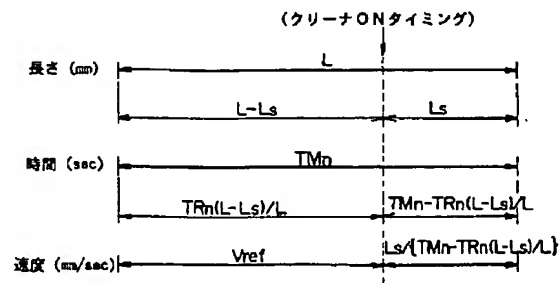 (クリーナONタイミング)
長さ (mm)
L
L-Ls
Ls
時間 (sec)
TMn
TRn(L-Ls)/L
TMn-TRn(L-Ls)/L
速度 (mm/sec)
Vref
Ls/{TMn-TRn(L-Ls)/L}